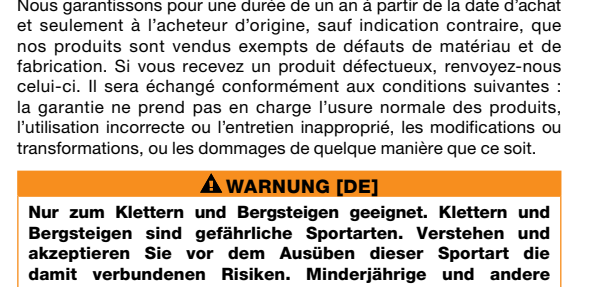 Nous garantissons pour une durée de un an à partir de la date d'achat
et seulement à l'acheteur d'origine, sauf indication contraire, que
nos produits sont vendus exempts de défauts de matériau et de
fabrication. Si vous recevez un produit défectueux, renvoyez-nous
celui-ci. Il sera échangé conformément aux conditions suivantes :
la garantie ne prend pas en charge l'usure normale des produits,
l'utilisation incorrecte ou l'entretien inapproprié, les modifications ou
transformations, ou les dommages de quelque manière que ce soit.
WARNUNG [DE]
Nur zum Klettern und Bergsteigen geeignet. Klettern und
Bergsteigen sind gefährliche Sportarten. Verstehen und
akzeptieren Sie vor dem Ausüben dieser Sportart die
damit verbundenen Risiken. Minderjährige und andere